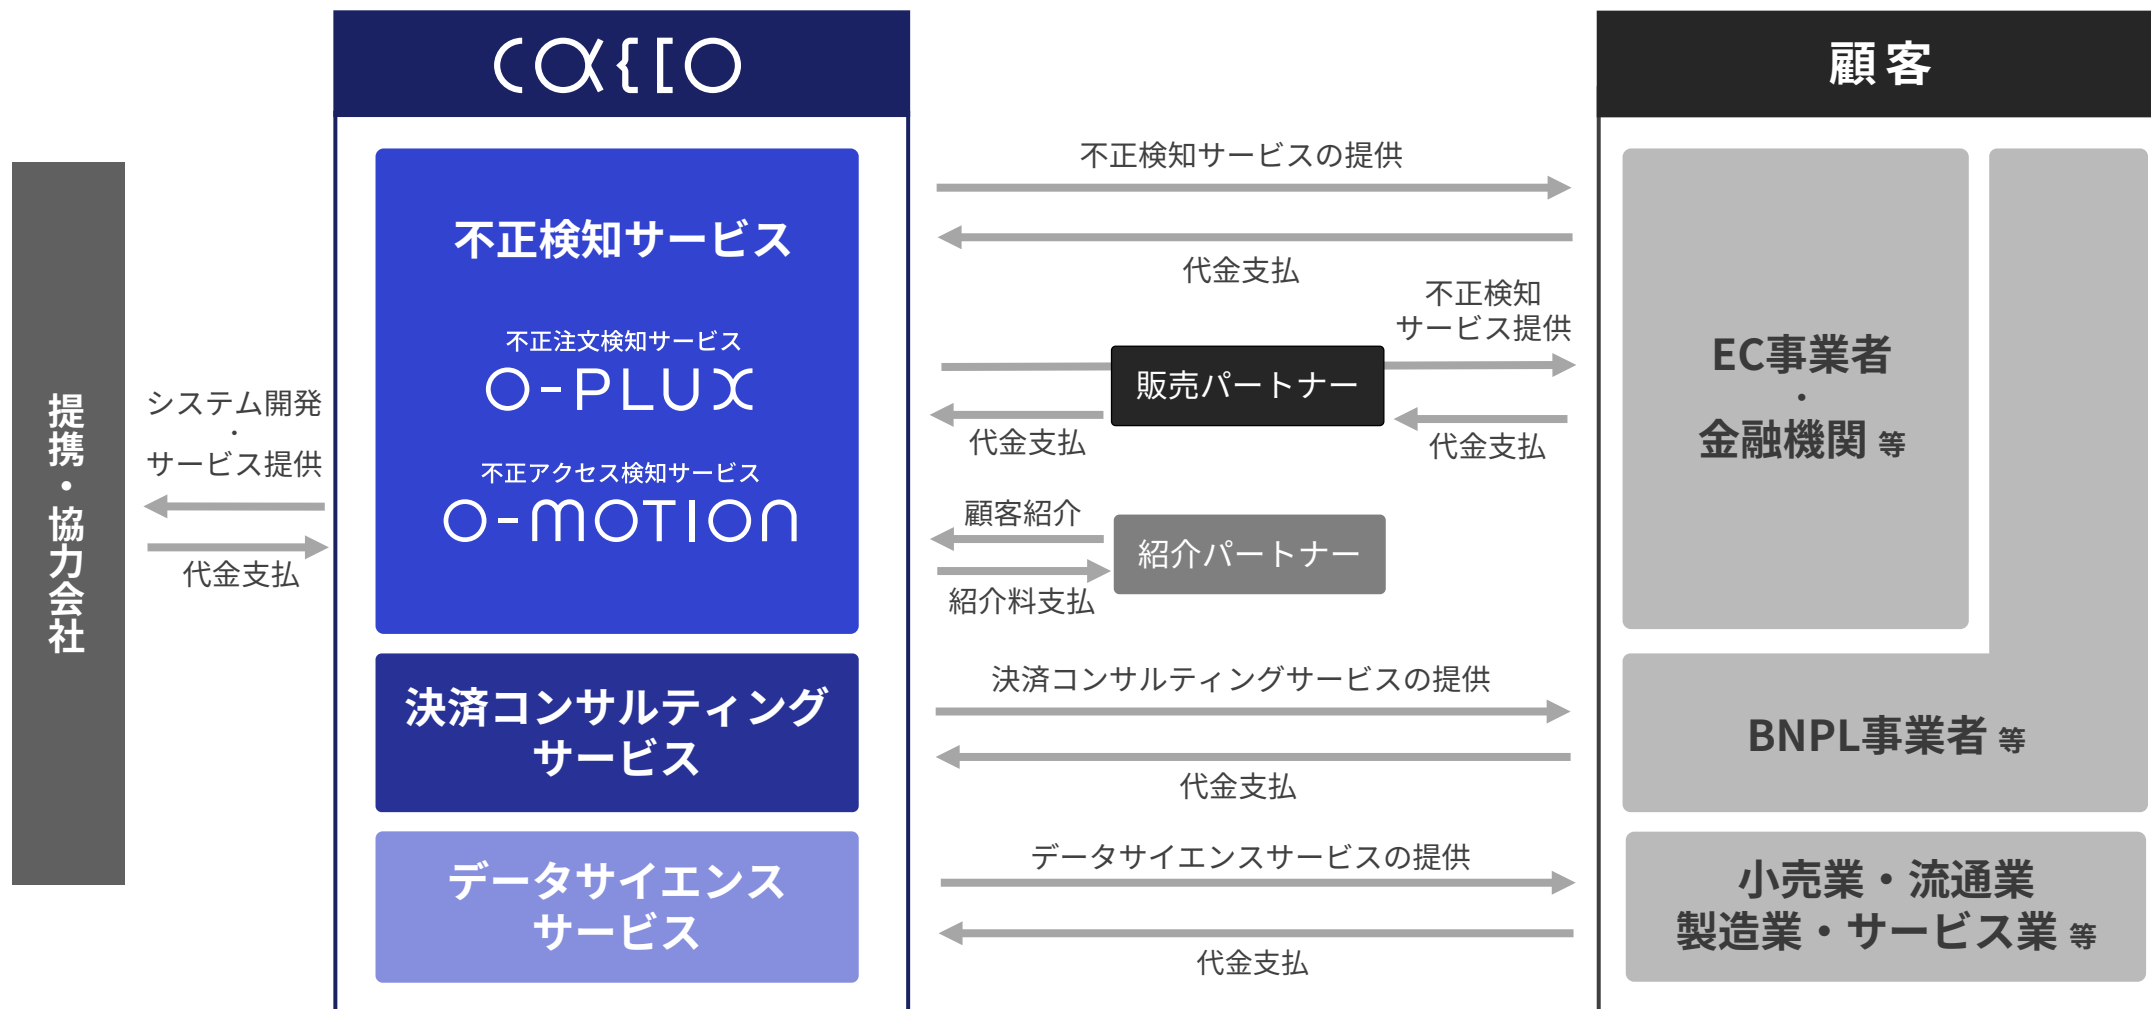 cacco
顧客
提携・協力会社
システム開発
・
サービス提供
代金支払
不正検知サービス
不正注文検知サービス
O-PLUX
不正アクセス検知サービス
O-MOTION
決済コンサルティング
サービス
データサイエンス
サービス
不正検知サービスの提供
代金支払
不正検知
サービス提供
販売パートナー
代金支払
代金支払
顧客紹介
紹介パートナー
紹介料支払
決済コンサルティングサービスの提供
代金支払
データサイエンスサービスの提供
代金支払
EC事業者
・
金融機関 等
BNPL事業者 等
小売業・流通業
製造業・サービス業 等